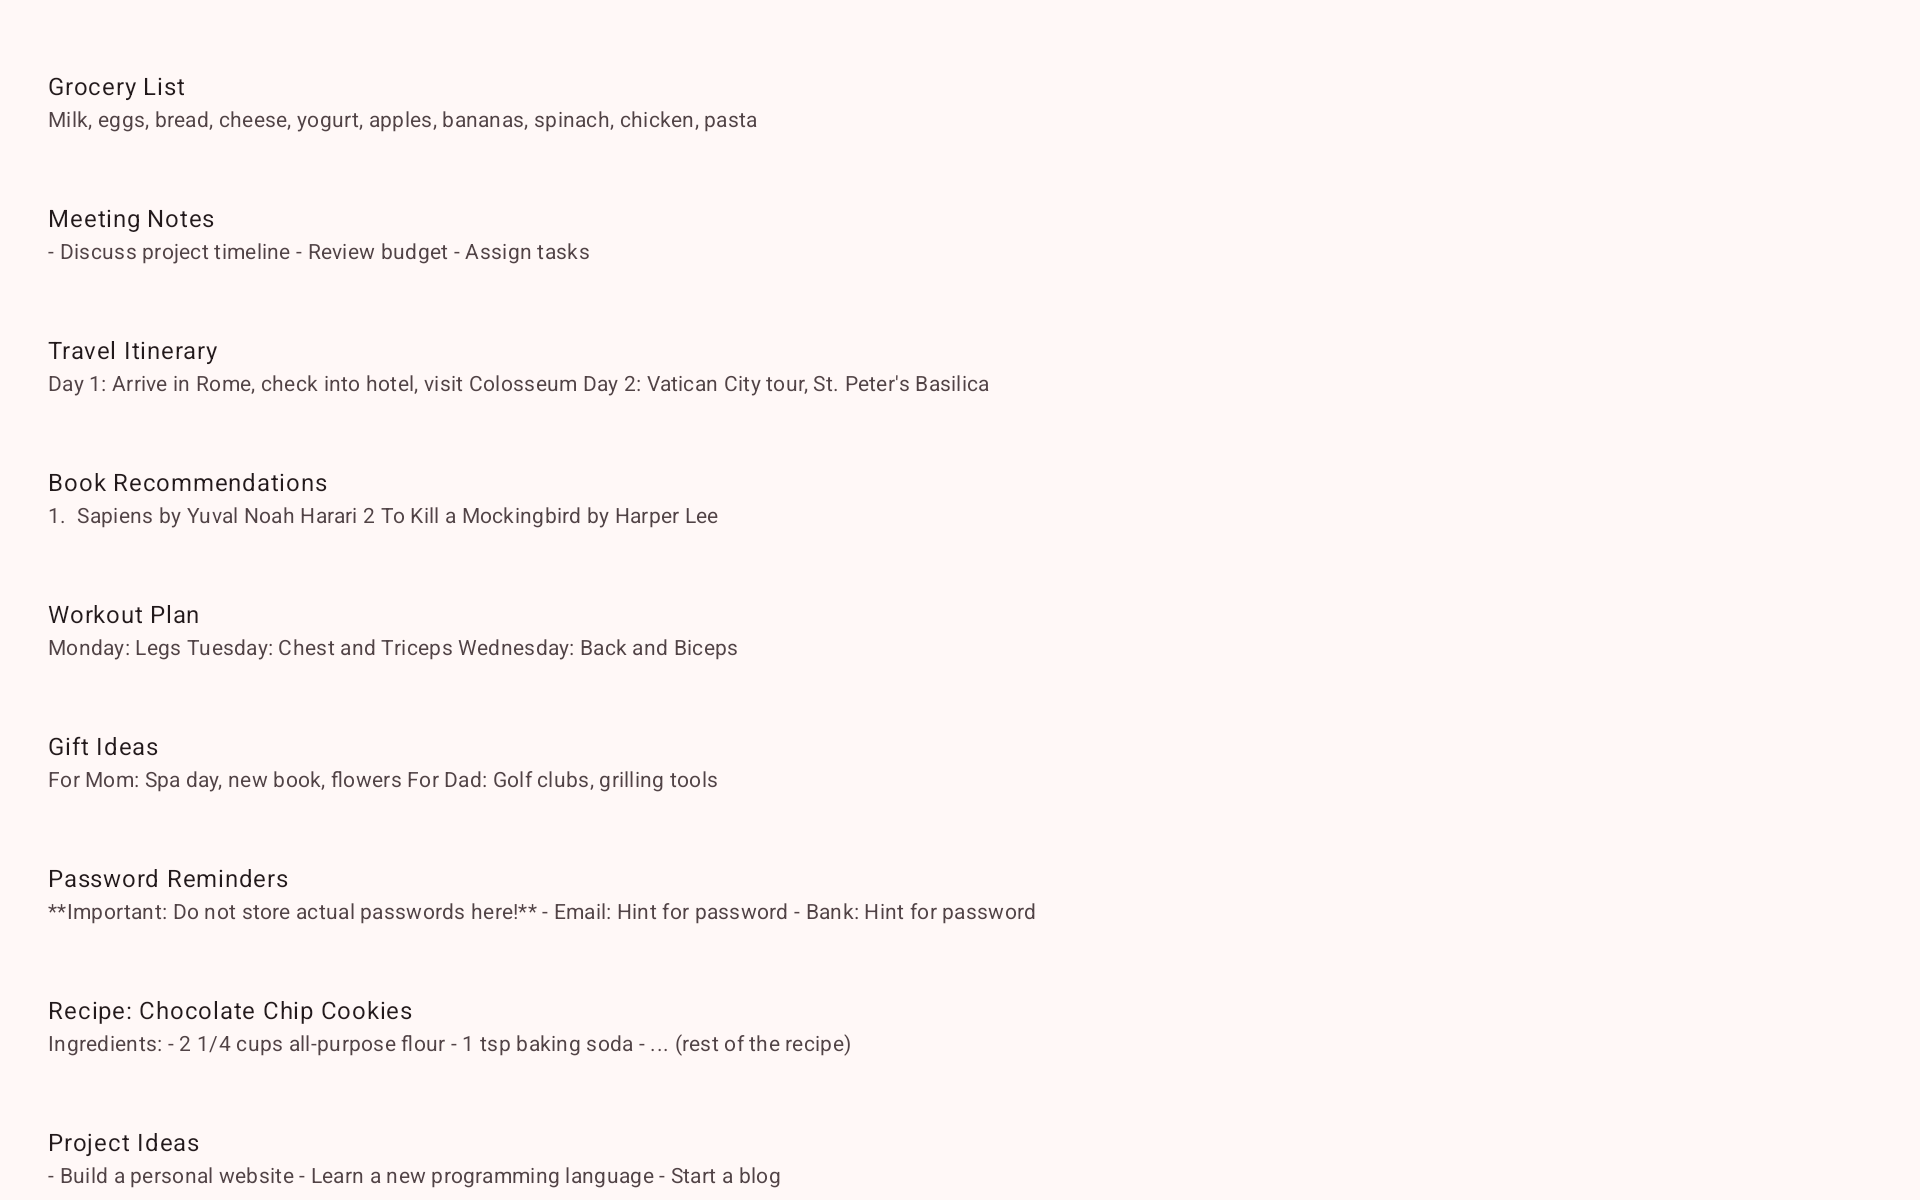 Grocery List
Milk, eggs, bread, cheese, yogurt, apples, bananas, spinach, chicken, pasta
Meeting Notes
- Discuss project timeline - Review budget - Assign tasks
Travel Itinerary
Day 1: Arrive in Rome, check into hotel, visit Colosseum Day 2: Vatican City tour, St. Peter's Basilica
Book Recommendations
1.  Sapiens by Yuval Noah Harari 2 To Kill a Mockingbird by Harper Lee
Workout Plan
Monday: Legs Tuesday: Chest and Triceps Wednesday: Back and Biceps
Gift Ideas
For Mom: Spa day, new book, flowers For Dad: Golf clubs, grilling tools
Password Reminders
**Important: Do not store actual passwords here!** - Email: Hint for password - Bank: Hint for password
Recipe: Chocolate Chip Cookies
Ingredients: - 2 1/4 cups all-purpose flour - 1 tsp baking soda - ... (rest of the recipe)
Project Ideas
- Build a personal website - Learn a new programming language - Start a blog